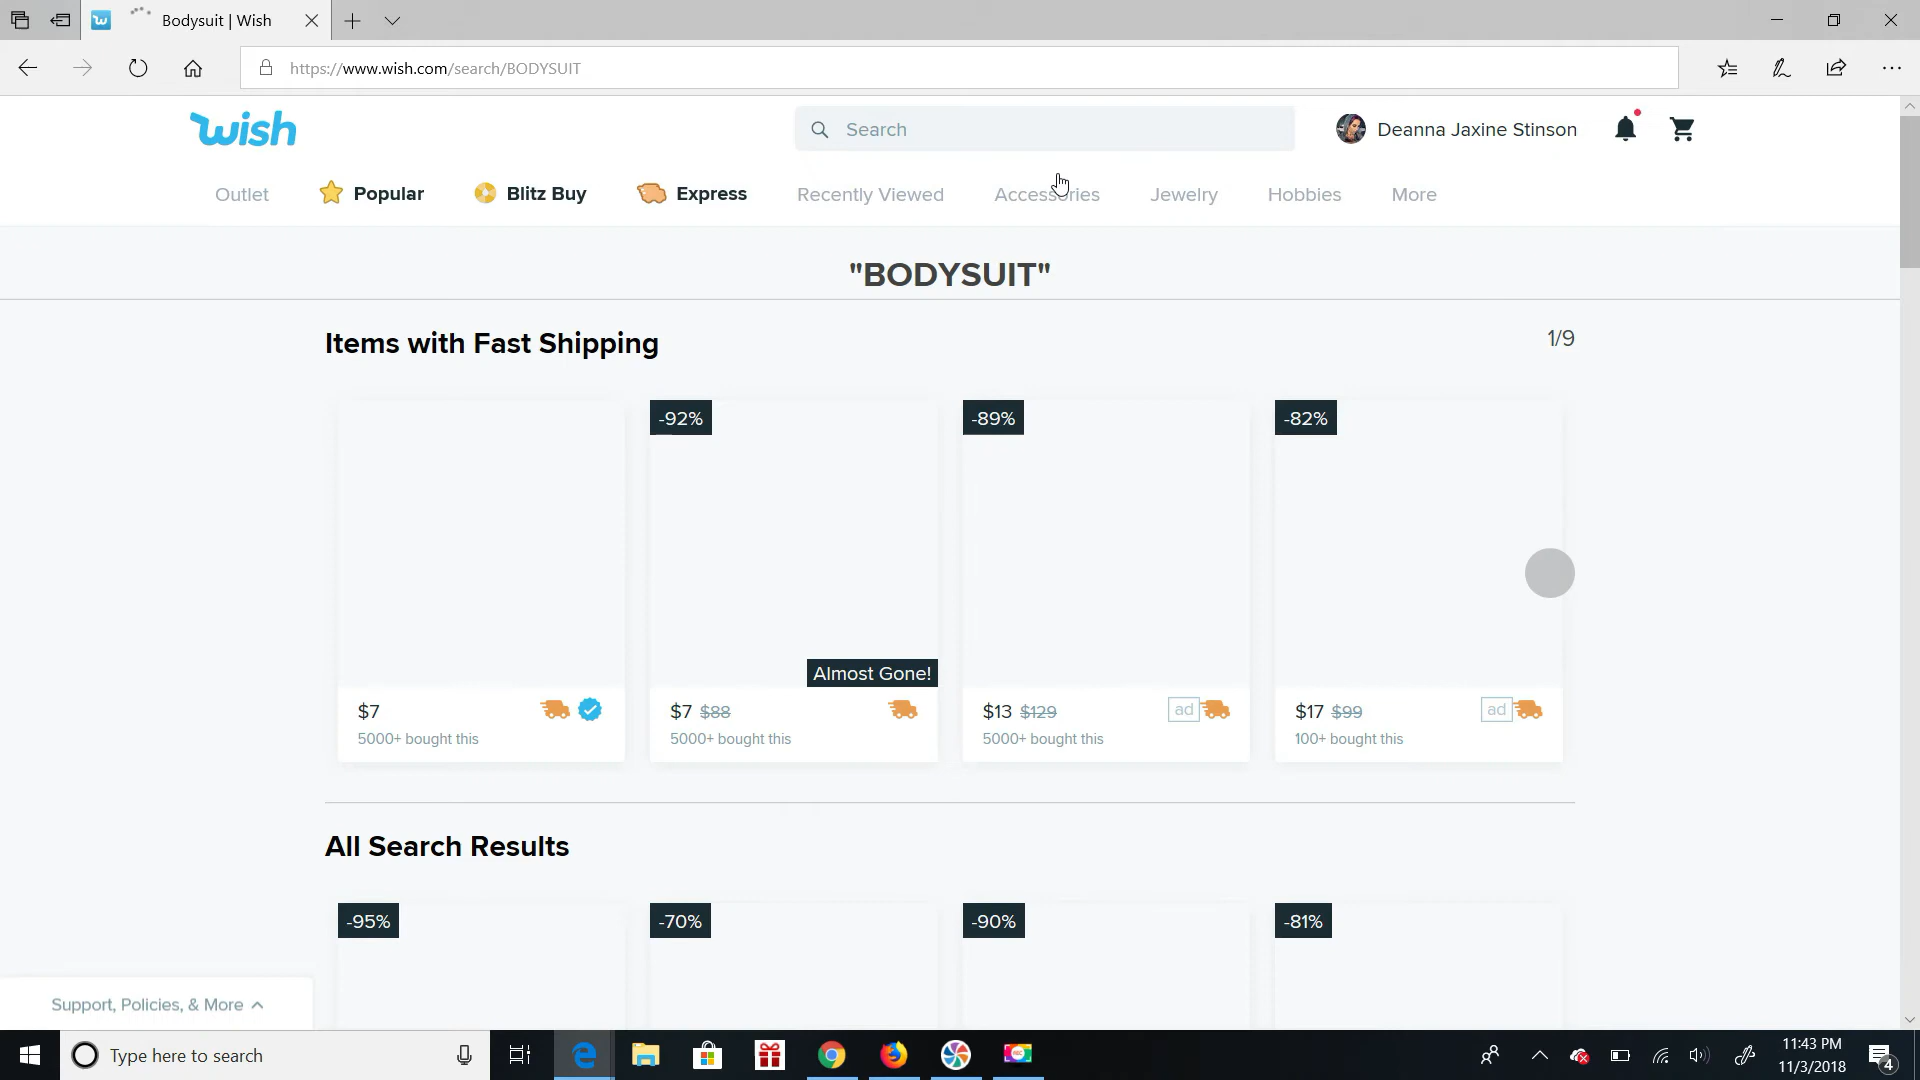 Bodysuit | Wish
https://www.wish.com/search/BODYSUIT
wish
Search
Deanna Jaxine Stinson
Outlet
Popular
Blitz Buy
Express
Recently Viewed
Accessories
Jewelry
Hobbies
More
"BODYSUIT"
Items with Fast Shipping
1/9
-92%
-89%
-82%
Almost Gone!
$7
5000+ bought this
$7 $88
5000+ bought this
$13 $129
ad
5000+ bought this
$17 $99
ad
100+ bought this
All Search Results
-95%
-70%
-90%
-81%
Support, Policies, & More
Type here to search
11:43 PM
11/3/2018
4